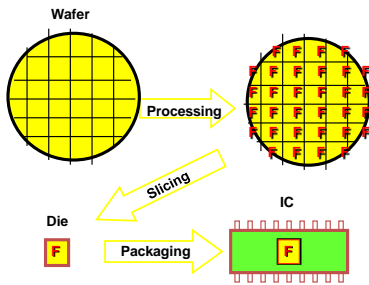 Wafer
F F F F
F F F F F F
F F F F F F
Processing
F F F F F F
F F F F F F
F F F F
Slicing
IC
Die
F
Packaging
F